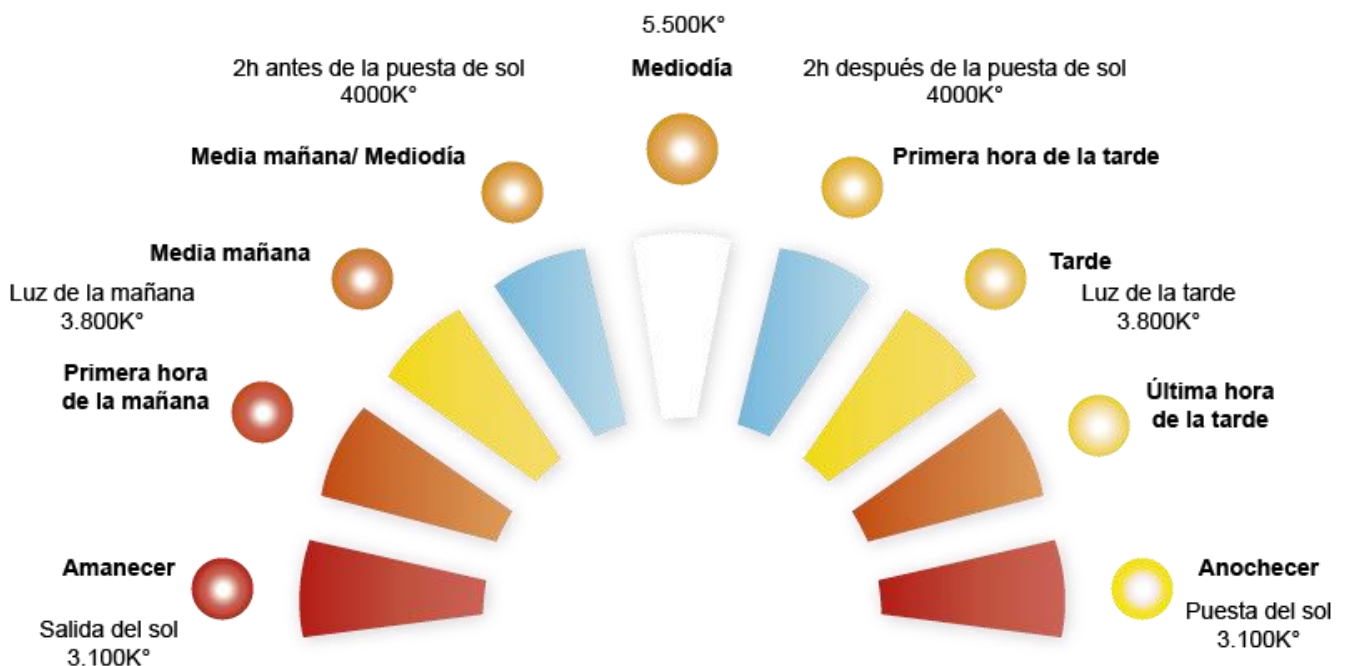 5.500K°
Mediodía
2h antes de la puesta de sol
4000K°
2h después de la puesta de sol
4000K°
Media mañana/ Mediodía
Primera hora de la tarde
Media mañana
Luz de la mañana
3.800K°
Tarde
Luz de la tarde
3.800K°
Primera hora
de la mañana
Última hora
de la tarde
Amanecer
Salida del sol
3.100K°
Anochecer
Puesta del sol
3.100K°